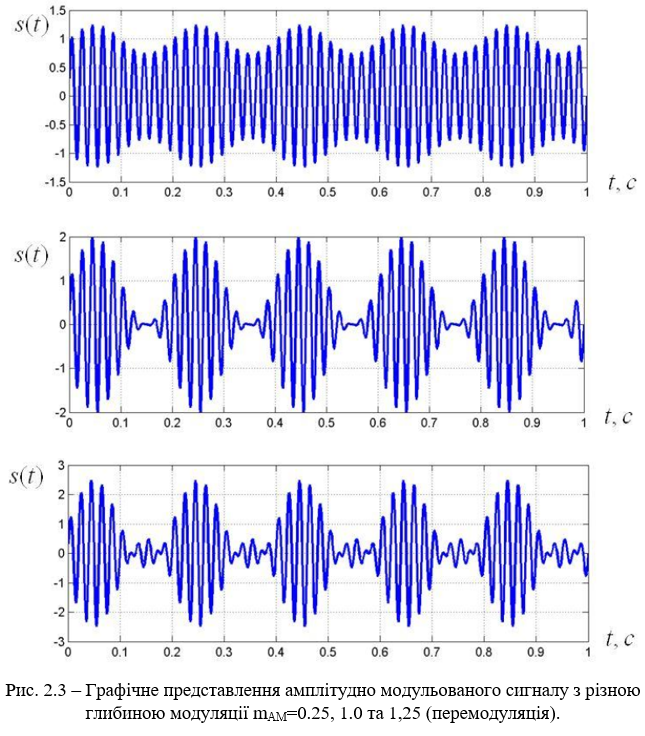 1.5
s(t)
1
0.5
0
-0.5
-1
-1.5
0 0.1 0.2 0.3 0.4 0.5 0.6 0.7 0.8 0.9 1
t, c
2
s(t)
1
0
-1
-2
0 0.1 0.2 0.3 0.4 0.5 0.6 0.7 0.8 0.9 1
t, c
3
s(t)
2
1
0
-1
-2
-3
0 0.1 0.2 0.3 0.4 0.5 0.6 0.7 0.8 0.9 1
t, c
Рис. 2.3 – Графічне представлення амплітудно модульованого сигналу з різною
глибиною модуляції mAM=0.25, 1.0 та 1,25 (перемодуляція).